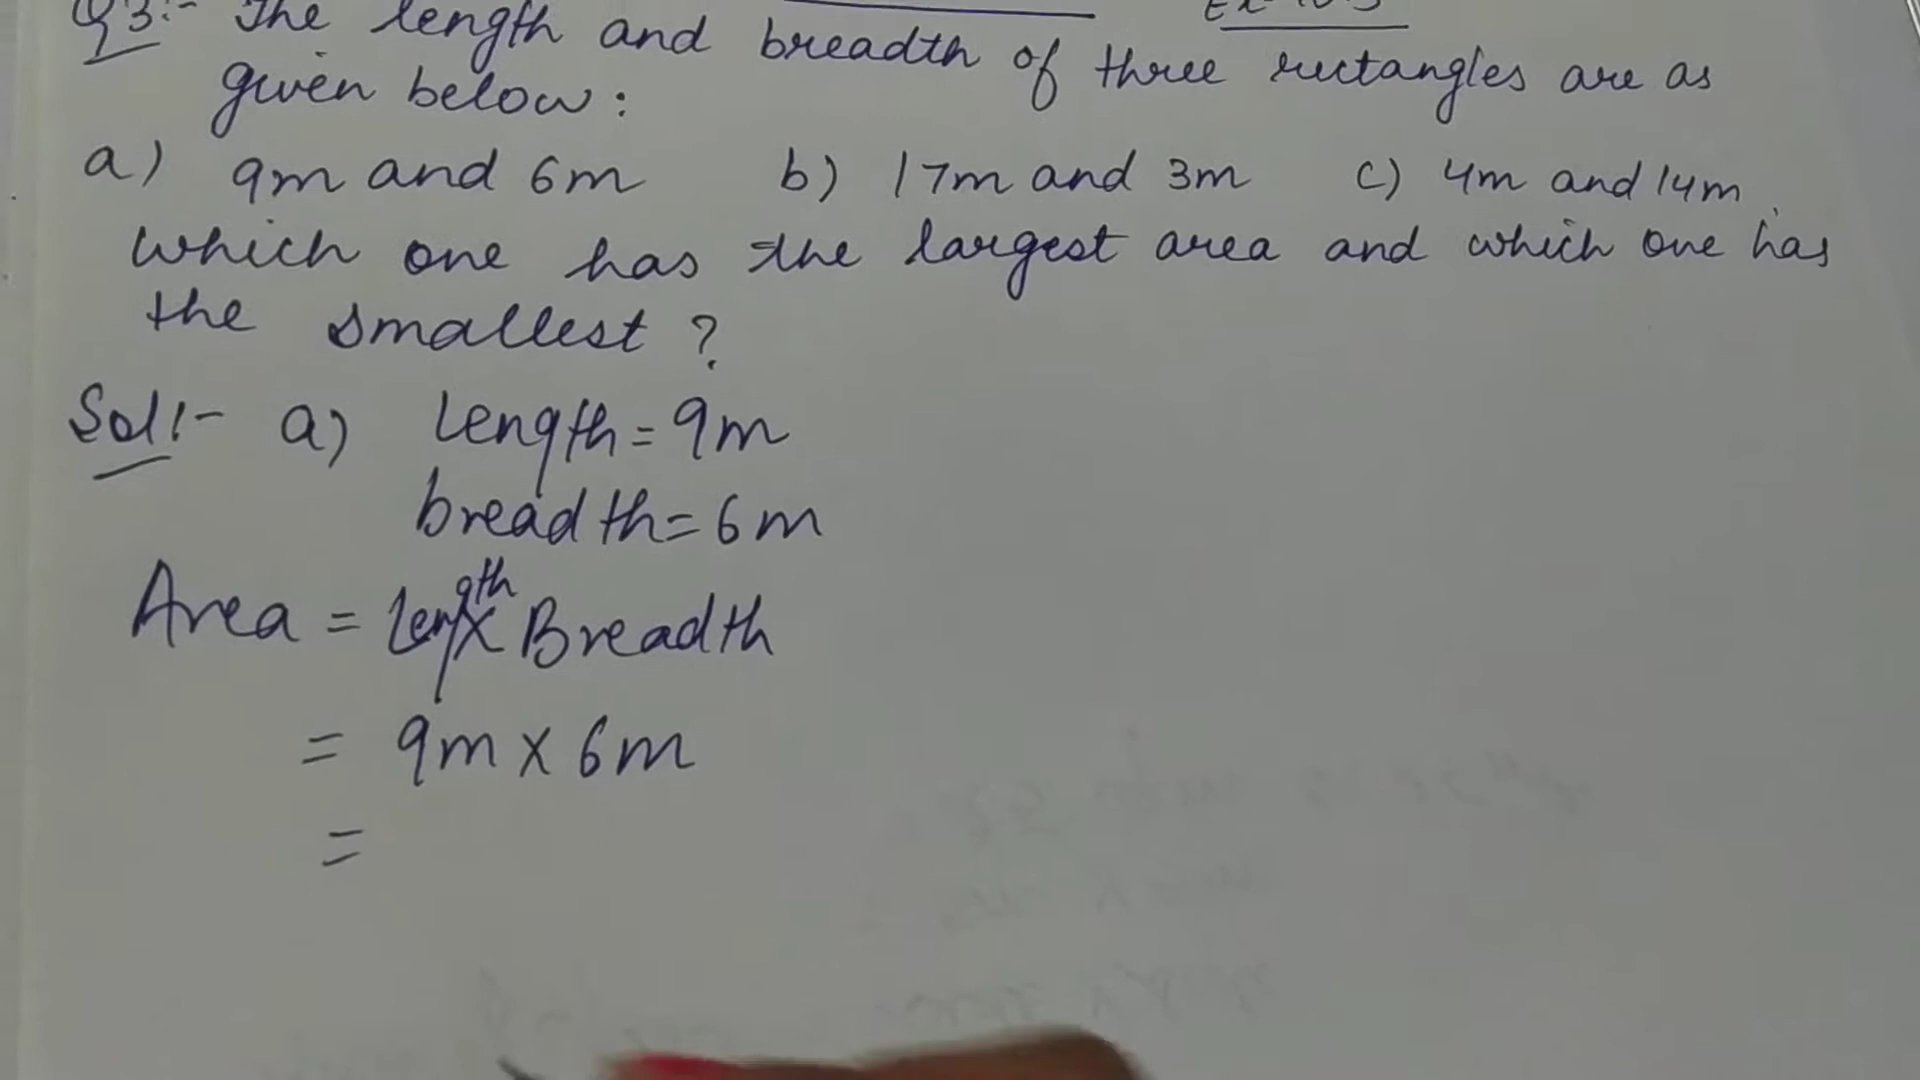 Q3:- The length and breadth of three rectangles are as
given below:
a) 9m and 6m b) 17m and 3m c) 4m and 14m
which one has the largest area and which one has
the smallest?
Sol:- a) Length = 9m
breadth = 6m
Area = Length x Breadth
= 9m x 6m
=